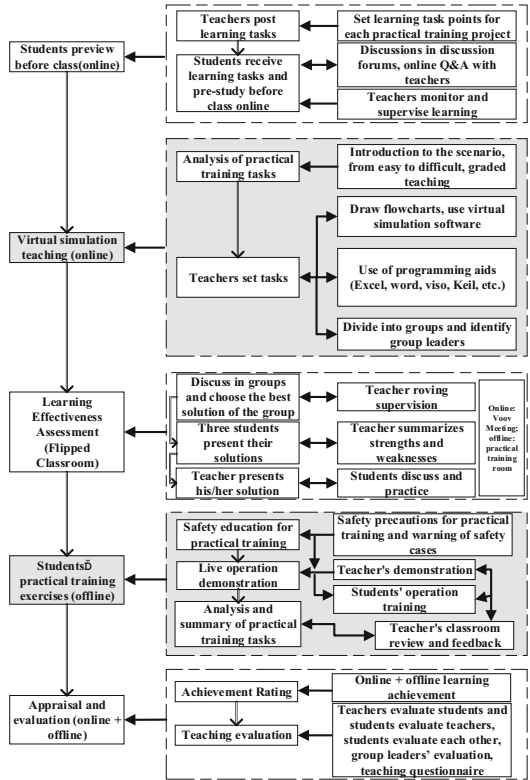 Students preview
before class(online)
Teachers post
learning tasks
Set learning task points for
each practical training project
Students receive
learning tasks and
pre-study before
class online
Discussions in discussion
forums, online Q&A with
teachers
Teachers monitor and
supervise learning
Virtual simulation
teaching (online)
Analysis of practical
training tasks
Introduction to the scenario,
from easy to difficult, graded
teaching
Draw flowcharts, use virtual
simulation software
Teachers set tasks
Use of programming aids
(Excel, word, viso, Keil, etc.)
Divide into groups and identify
group leaders
Learning
Effectiveness
Assessment
(Flipped
Classroom)
Discuss in groups
and choose the best
solution of the group
Teacher roving
supervision
Three students
present their
solutions
Teacher summarizes
strengths and
weaknesses
Teacher presents
his/her solution
Students discuss and
practice
Online:
Voov
Meeting;
offline:
practical
training
room
StudentsĎ
practical training
exercises (offline)
Safety education for
practical training
Safety precautions for practical
training and warning of safety
cases
Live operation
demonstration
Teacher's demonstration
Students' operation
training
Analysis and
summary of practical
training tasks
Teacher's classroom
review and feedback
Appraisal and
evaluation (online +
offline)
Achievement Rating
Online + offline learning
achievement
Teaching evaluation
Teachers evaluate students and
students evaluate teachers,
students evaluate each other,
group leaders' evaluation,
teaching questionnaire